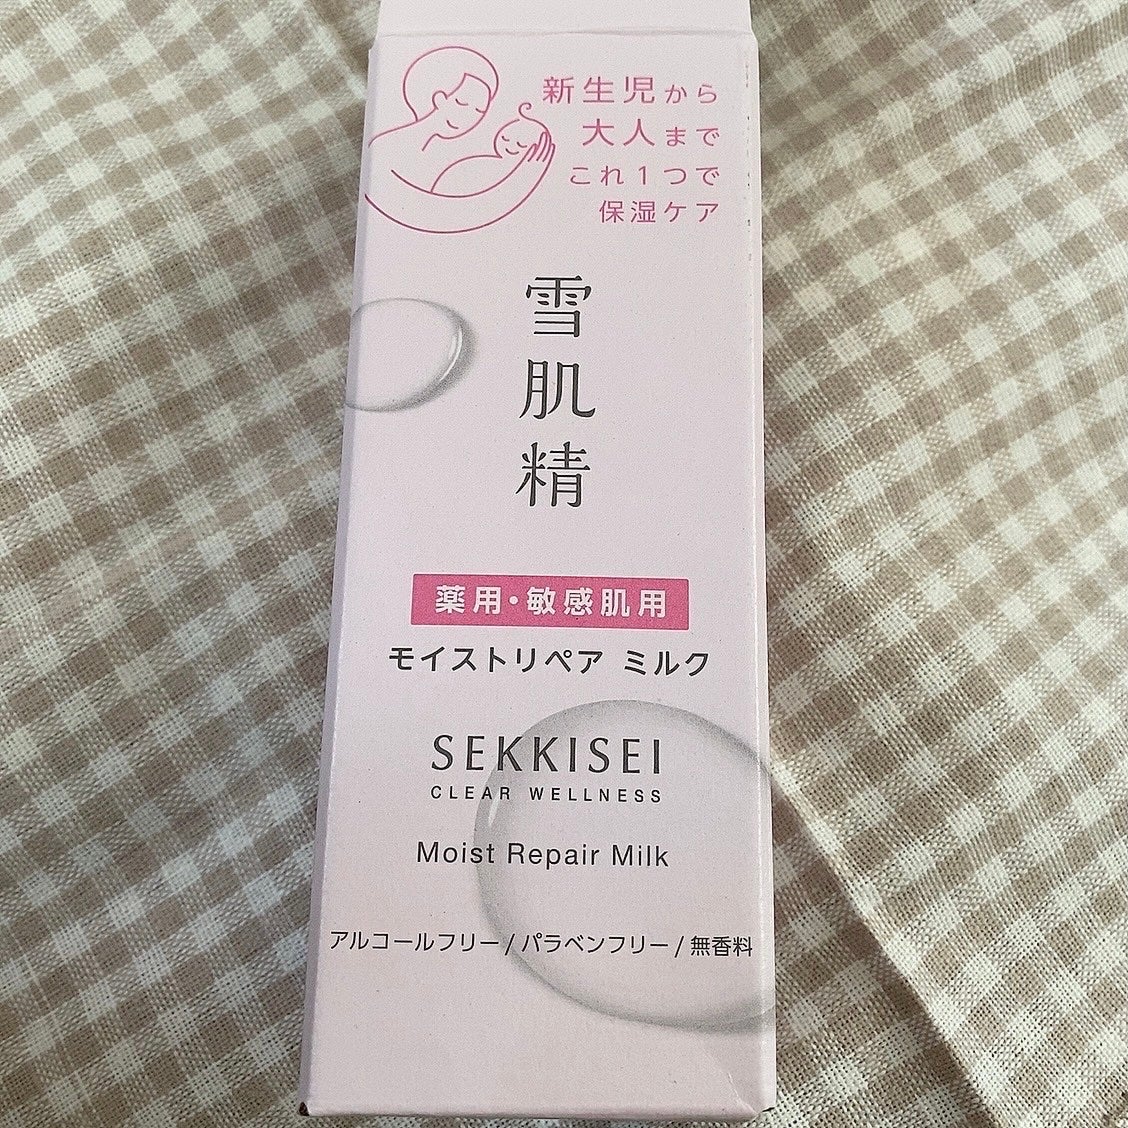 新生児から
大人まで
これ1つで
保湿ケア
雪肌精
薬用・敏感肌用
モイストリペア ミルク
SEKKISEI
CLEAR WELLNESS
Moist Repair Milk
アルコールフリー / パラベンフリー / 無香料